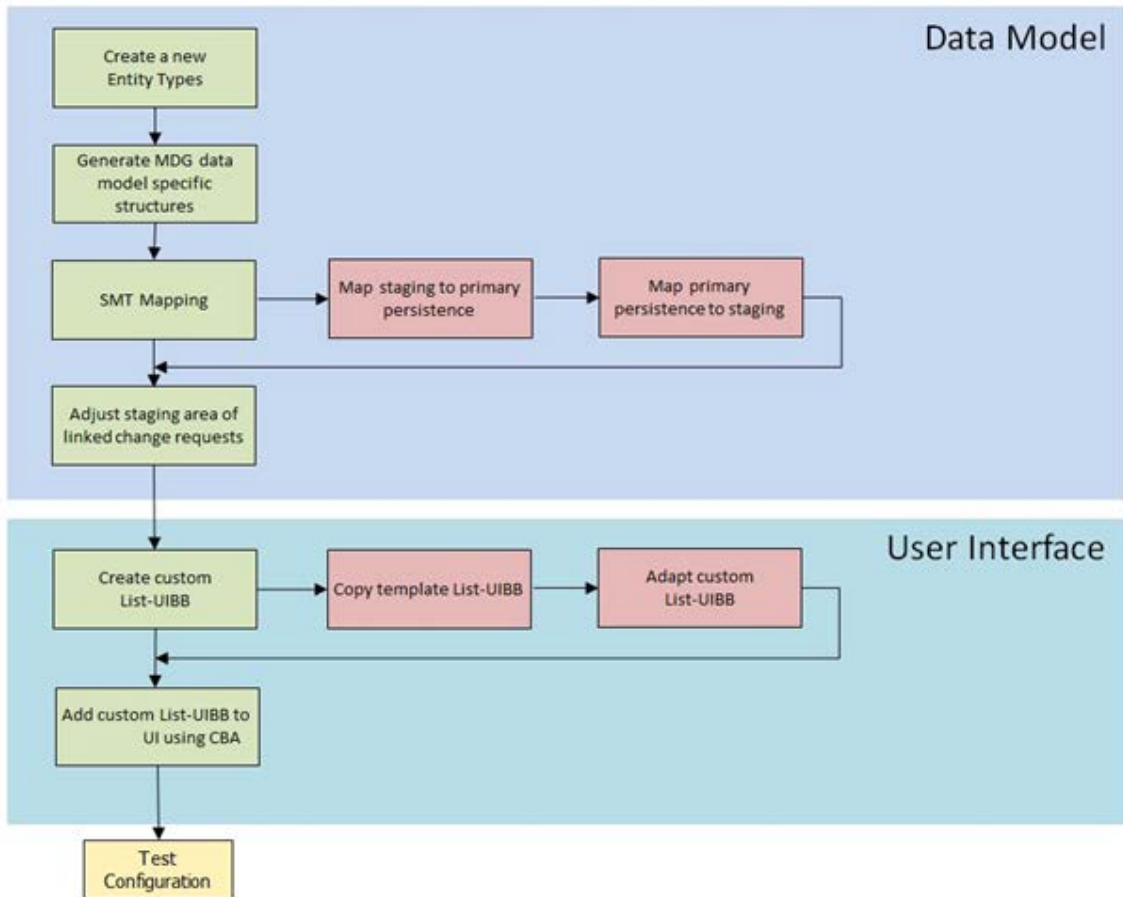 Data Model
Create a new
Entity Types
Generate MDG data
model specific
structures
SMT Mapping
Map staging to primary
persistence
Map primary
persistence to staging
Adjust staging area of
linked change requests
User Interface
Create custom
List-UIBB
Copy template List-UIBB
Adapt custom
List-UIBB
Add custom List-UIBB to
UI using CBA
Test
Configuration